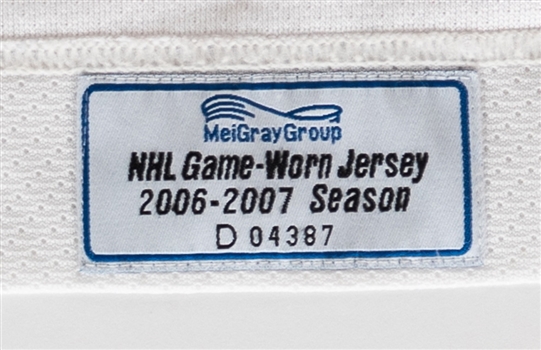 MeiGrayGroup
NHL Game-Worn Jersey
2006-2007 Season
D 04387